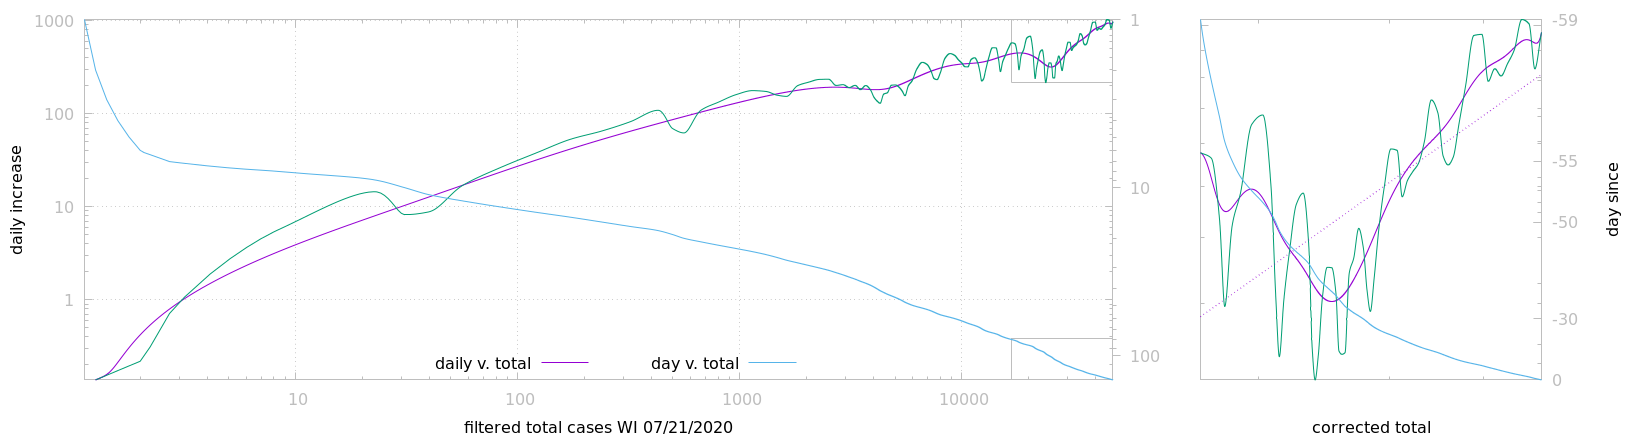 1000
100
10
1
daily increase
daily v. total
day v. total
10
100
1000
10000
filtered total cases WI 07/21/2020
1
10
100
-59
-55
-50
-30
0
day since
corrected total